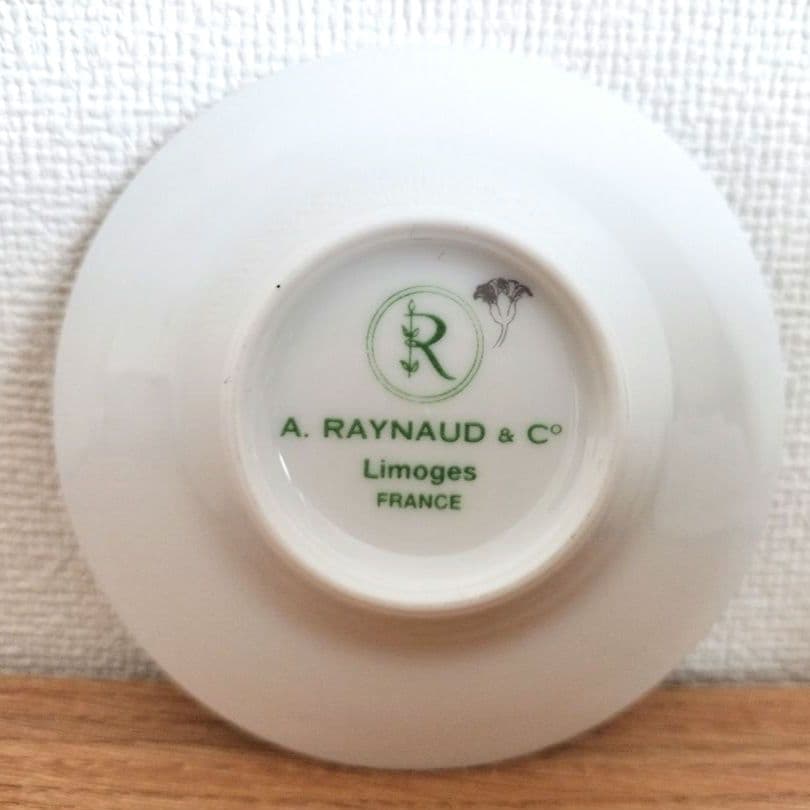 R
A. RAYNAUD & Cº
Limoges
FRANCE